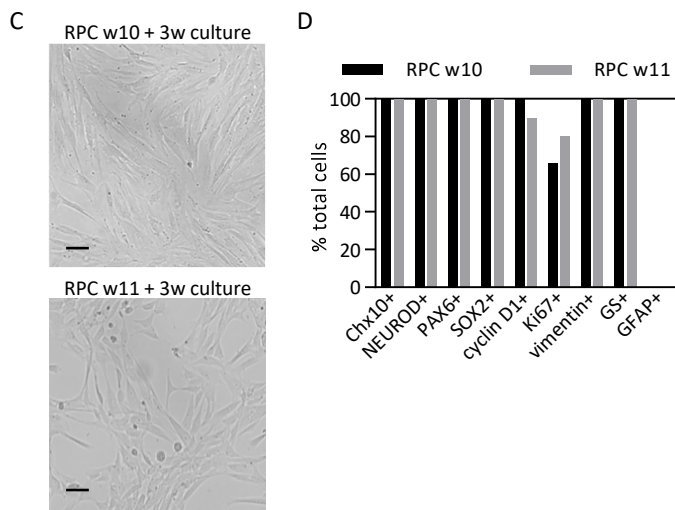 C
RPC w10 + 3w culture
RPC w11 + 3w culture
D
RPC w10
RPC w11
% total cells
100
80
60
40
20
0
Chx10+
NEUROD+
PAX6+
SOX2+
cyclin D1+
Ki67+
vimentin+
GS+
GFAP+